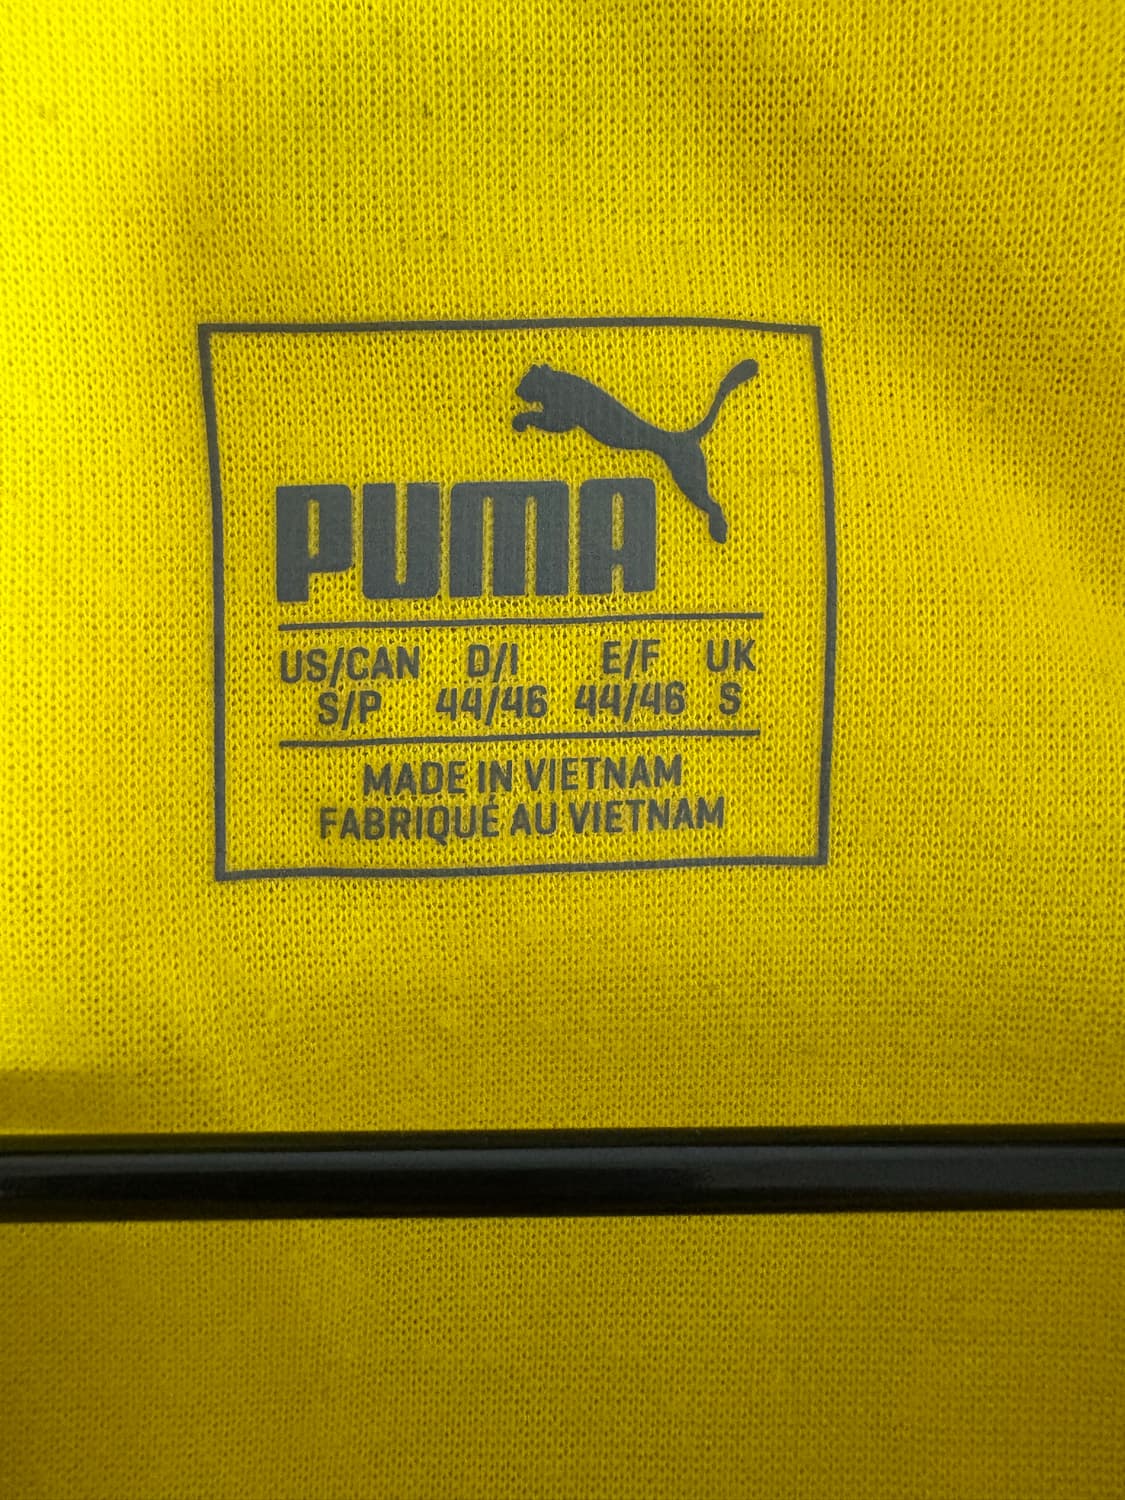 PUMA
US/CAN D/I E/F UK
S/P 44/46 44/46 S
MADE IN VIETNAM
FABRIQUÉ AU VIETNAM